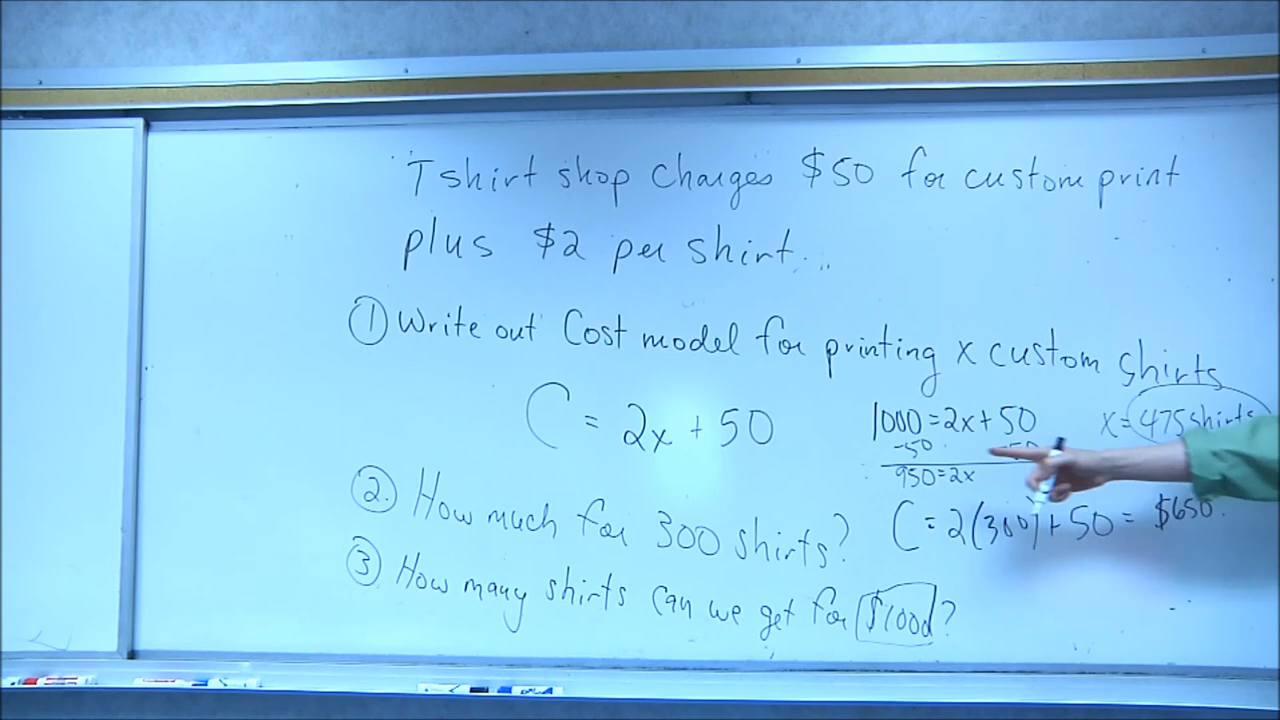 Tshirt shop charges $50 for custom print
plus $2 per shirt...
① Write out Cost model for printing x custom shirts
C = 2x + 50
1000 = 2x + 50
-50 -50
950 = 2x
x = 475 shirts
② How much for 300 shirts?
C = 2(300) + 50 = $650.
③ How many shirts can we get for $1000?